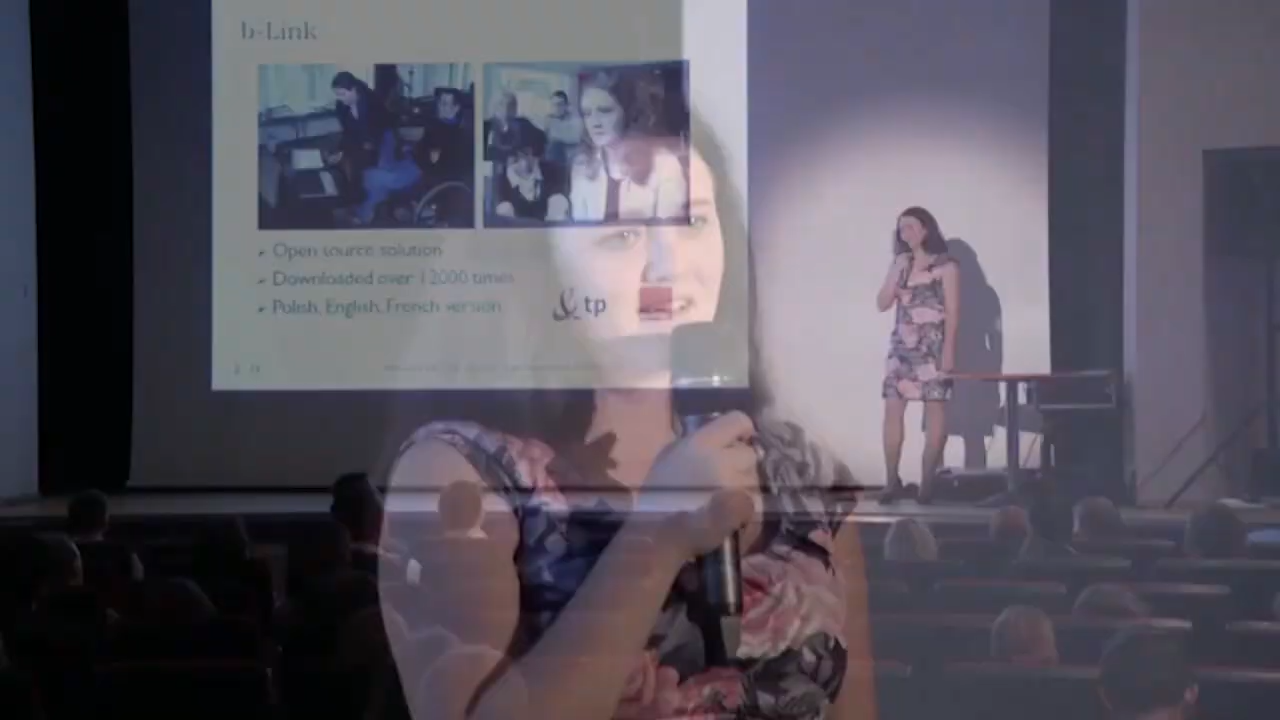 b-Link
Open source solution
Downloaded over 12000 times
Polish, English, French version
tp